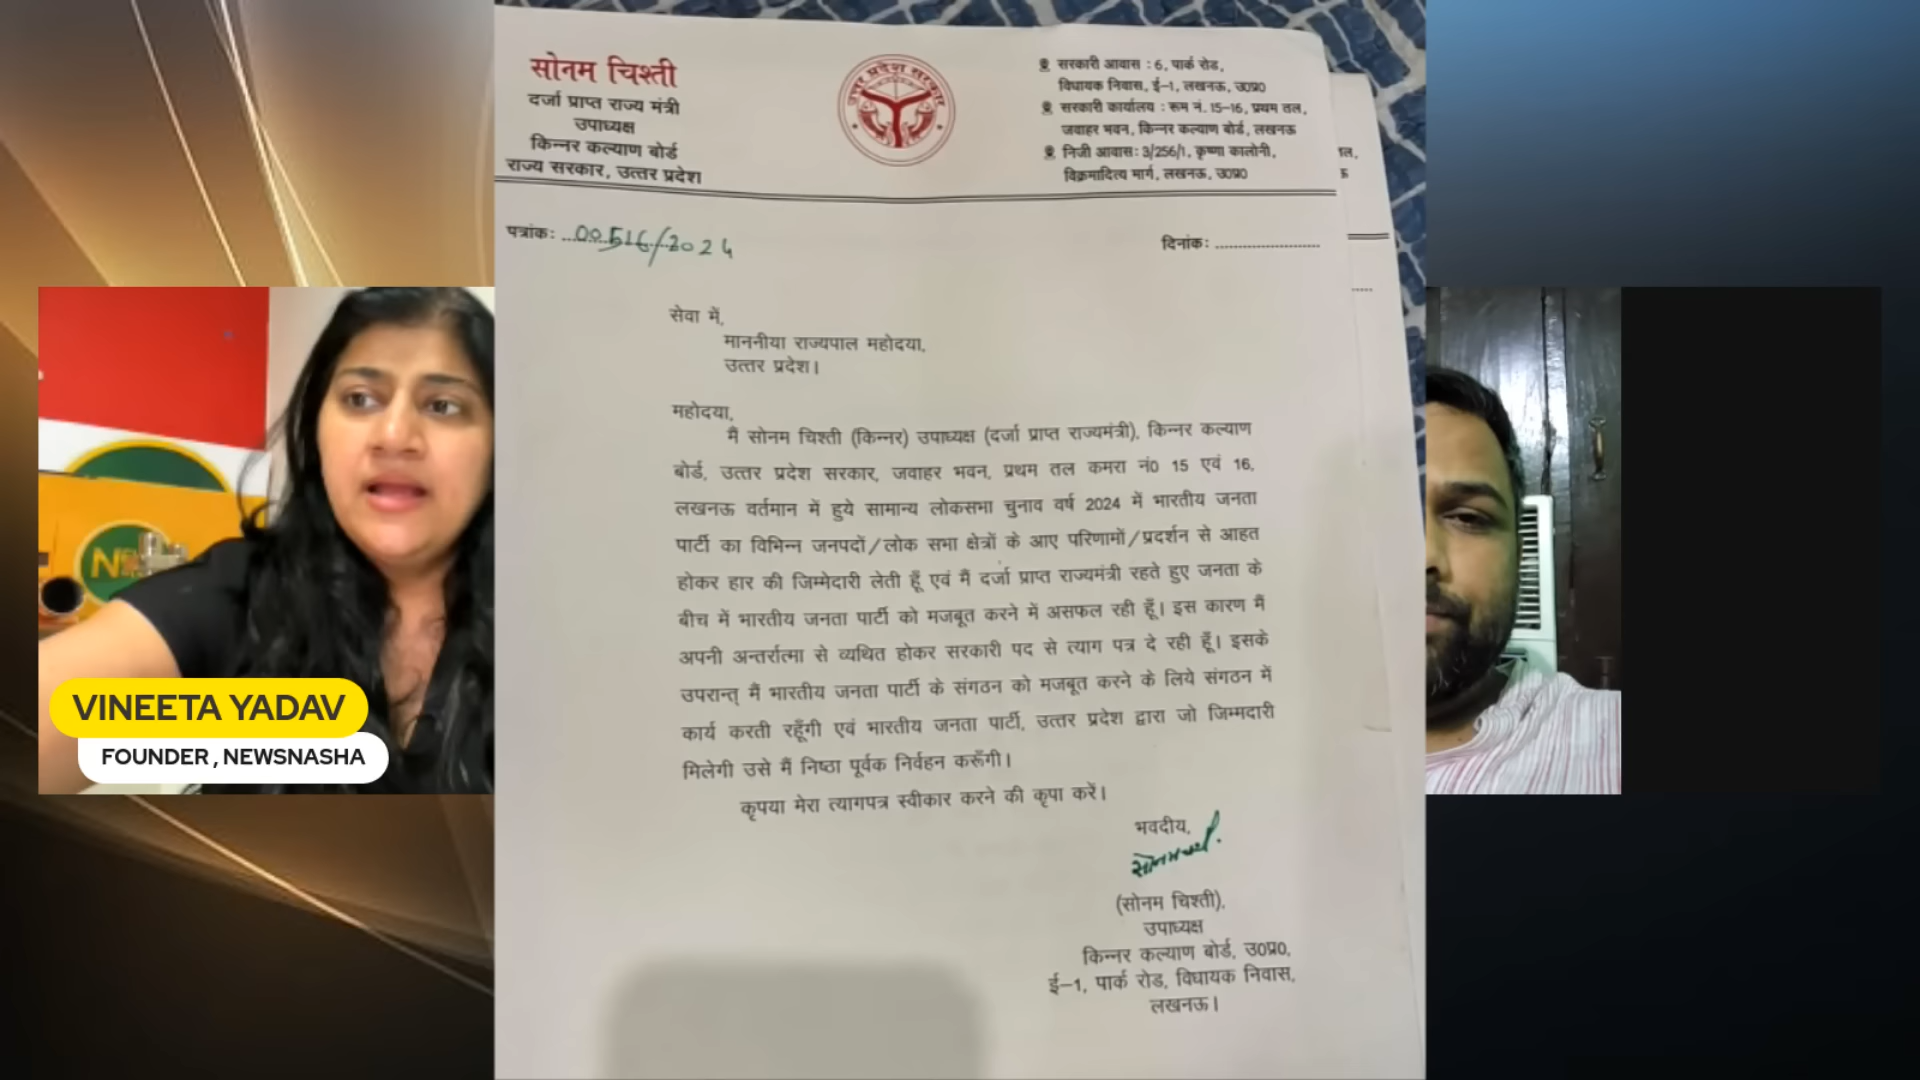 सोनम चिश्ती
दर्जा प्राप्त राज्य मंत्री
उपाध्यक्ष
किन्नर कल्याण बोर्ड
राज्य सरकार, उत्तर प्रदेश
उत्तर प्रदेश सरकार
सरकारी आवास : 6, पार्क रोड,
विधायक निवास, ई-1, लखनऊ, उ0प्र0
सरकारी कार्यालय : रूम नं. 15-16, प्रथम तल,
जवाहर भवन, किन्नर कल्याण बोर्ड, लखनऊ
निजी आवास: 3/256/1, कृष्णा कालोनी,
विक्रमादित्य मार्ग, लखनऊ, उ0प्र0
पत्रांक: 00516/2024
दिनांक: ........................
सेवा में,
माननीया राज्यपाल महोदया,
उत्तर प्रदेश।
महोदया,
मैं सोनम चिश्ती (किन्नर) उपाध्यक्ष (दर्जा प्राप्त राज्यमंत्री), किन्नर कल्याण
बोर्ड, उत्तर प्रदेश सरकार, जवाहर भवन, प्रथम तल कमरा नं0 15 एवं 16,
लखनऊ वर्तमान में हुये सामान्य लोकसभा चुनाव वर्ष 2024 में भारतीय जनता
पार्टी का विभिन्न जनपदों/लोक सभा क्षेत्रों के आए परिणामों/प्रदर्शन से आहत
होकर हार की जिम्मेदारी लेती हूँ एवं मैं दर्जा प्राप्त राज्यमंत्री रहते हुए जनता के
बीच में भारतीय जनता पार्टी को मजबूत करने में असफल रही हूँ। इस कारण मैं
अपनी अन्तर्रात्मा से व्यथित होकर सरकारी पद से त्याग पत्र दे रही हूँ। इसके
उपरान्त् मैं भारतीय जनता पार्टी के संगठन को मजबूत करने के लिये संगठन में
कार्य करती रहूँगी एवं भारतीय जनता पार्टी, उत्तर प्रदेश द्वारा जो जिम्मदारी
मिलेगी उसे मैं निष्ठा पूर्वक निर्वहन करूँगी।
कृपया मेरा त्यागपत्र स्वीकार करने की कृपा करें।
भवदीय,
(सोनम चिश्ती),
उपाध्यक्ष
किन्नर कल्याण बोर्ड, उ0प्र0,
ई-1, पार्क रोड, विधायक निवास,
लखनऊ।
VINEETA YADAV
FOUNDER , NEWSNASHA